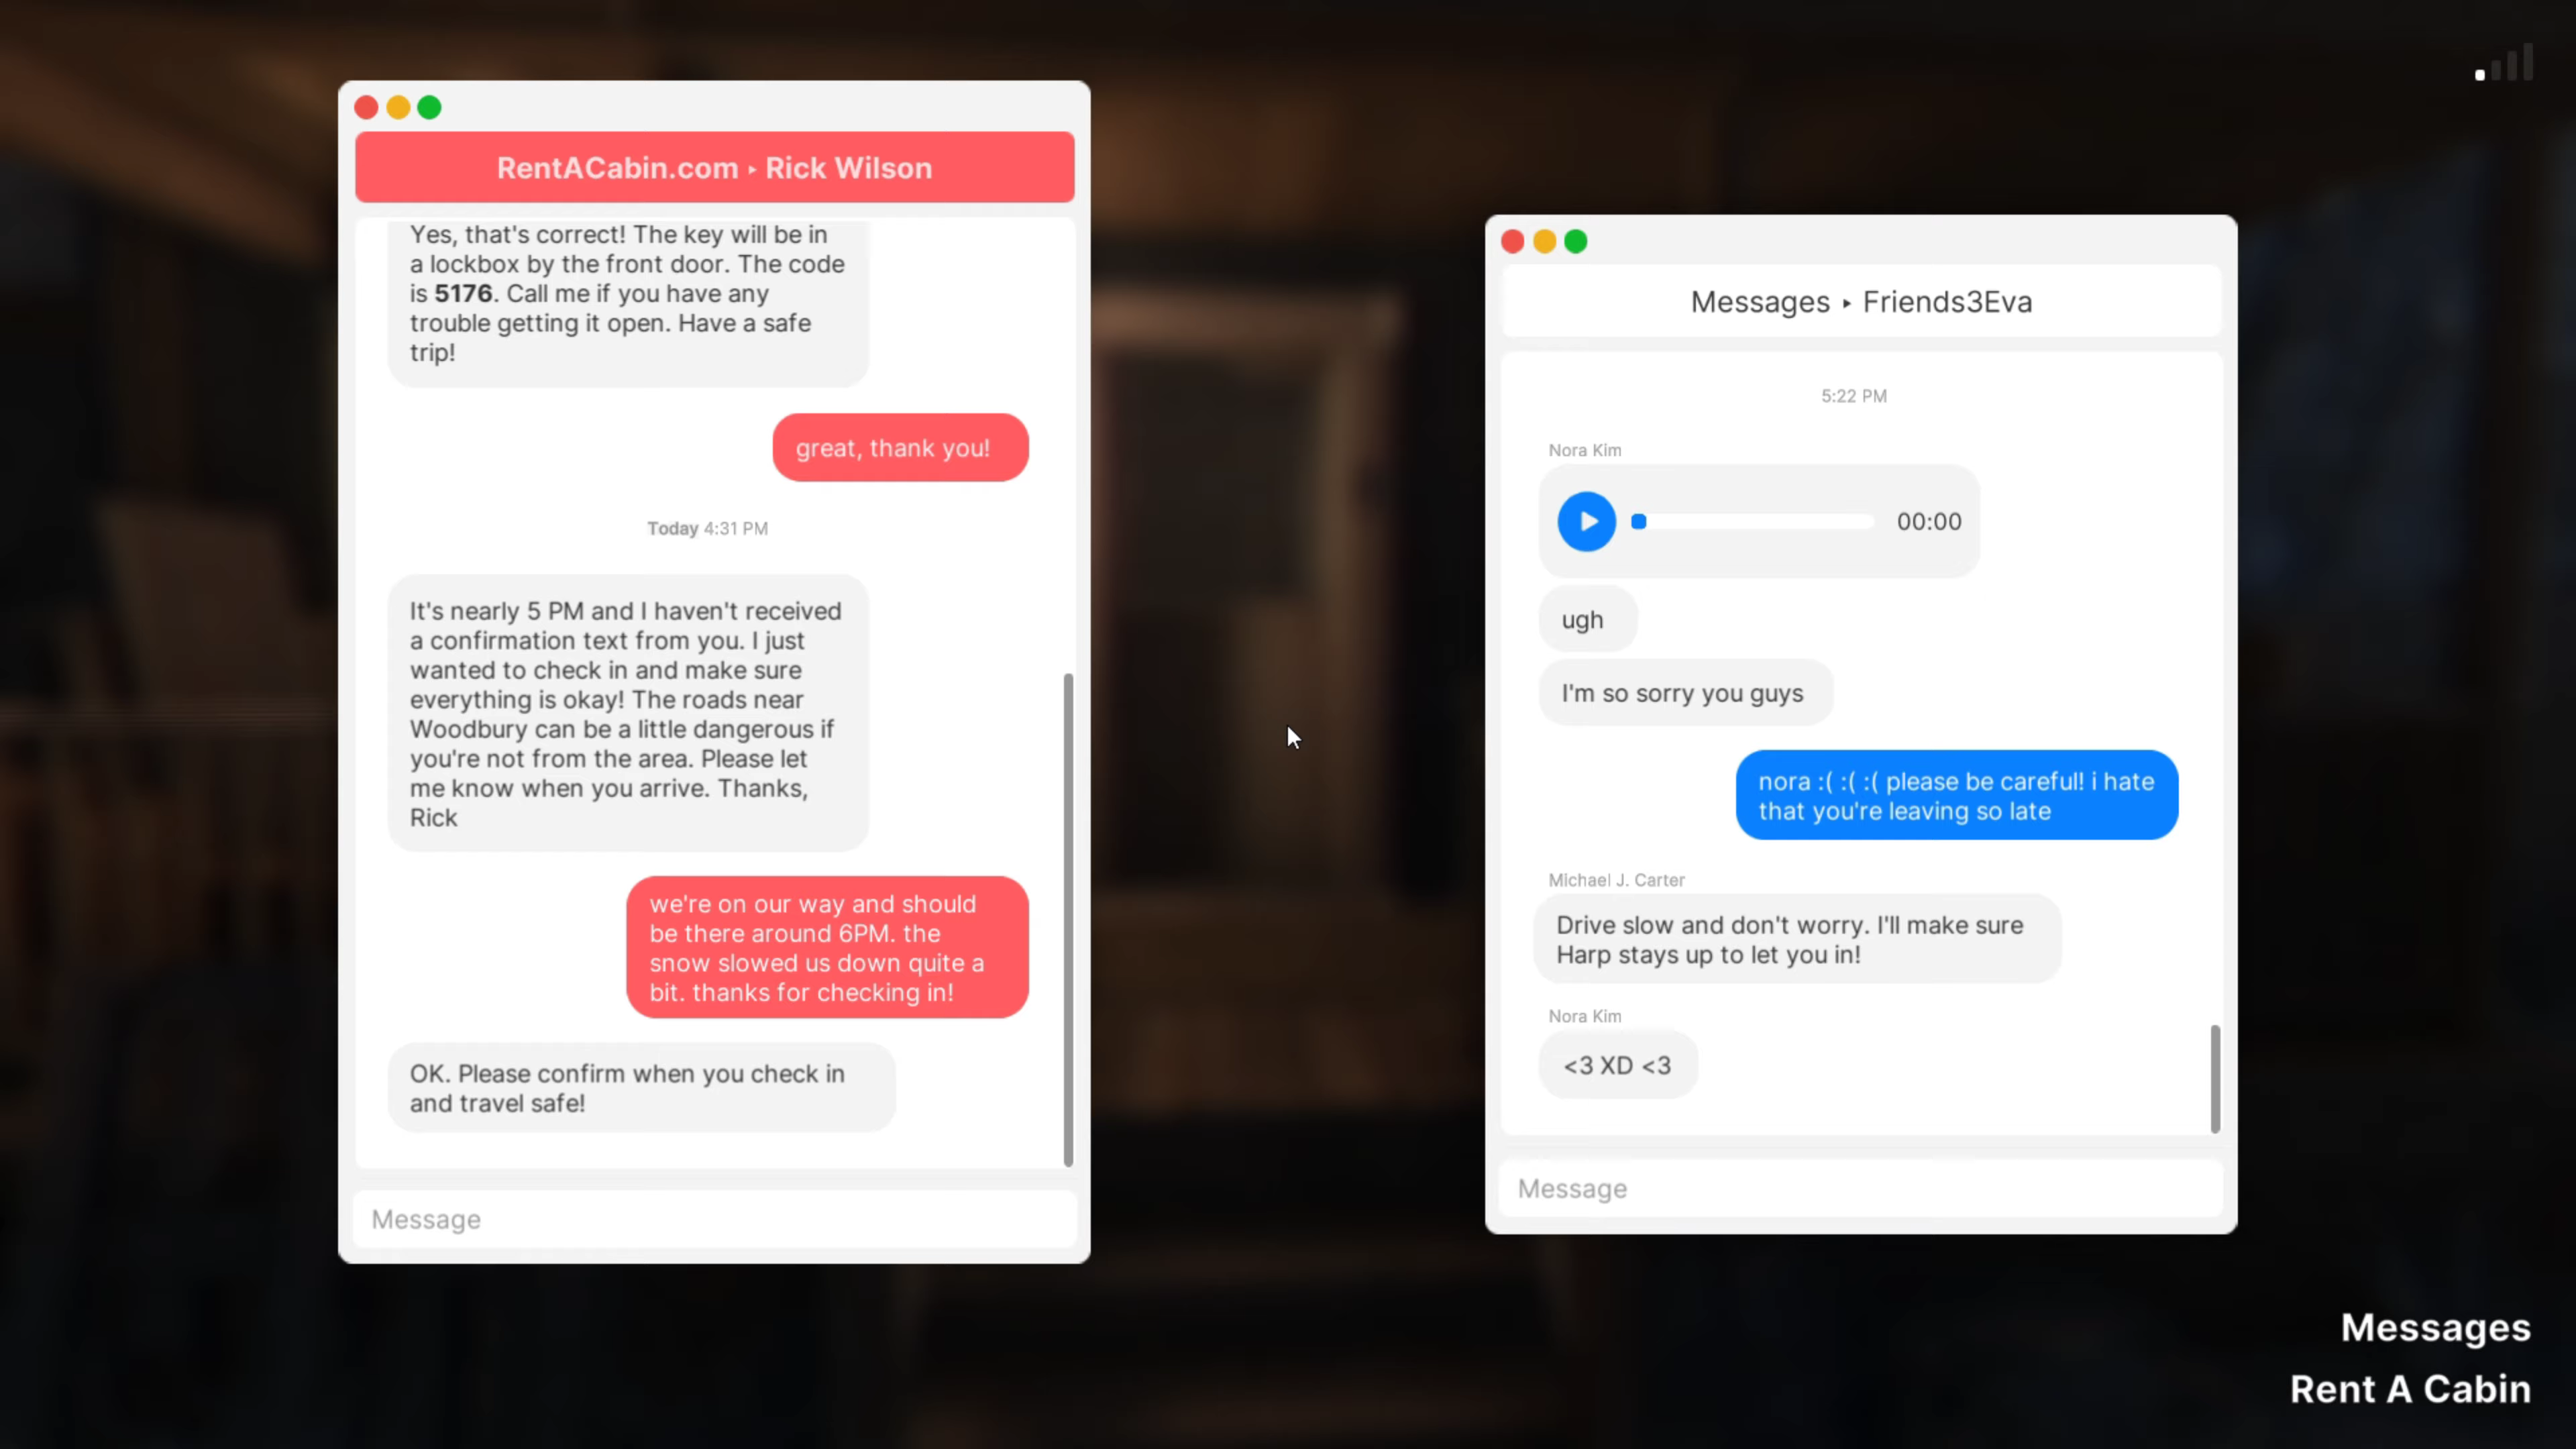 RentACabin.com ‣ Rick Wilson
Yes, that's correct! The key will be in
a lockbox by the front door. The code
is 5176. Call me if you have any
trouble getting it open. Have a safe
trip!
great, thank you!
Today 4:31 PM
It's nearly 5 PM and I haven't received
a confirmation text from you. I just
wanted to check in and make sure
everything is okay! The roads near
Woodbury can be a little dangerous if
you're not from the area. Please let
me know when you arrive. Thanks,
Rick
we're on our way and should
be there around 6PM. the
snow slowed us down quite a
bit. thanks for checking in!
OK. Please confirm when you check in
and travel safe!
Message
Messages ‣ Friends3Eva
5:22 PM
Nora Kim
00:00
ugh
I'm so sorry you guys
nora :( :( :( please be careful! i hate
that you're leaving so late
Michael J. Carter
Drive slow and don't worry. I'll make sure
Harp stays up to let you in!
Nora Kim
<3 XD <3
Message
Messages
Rent A Cabin